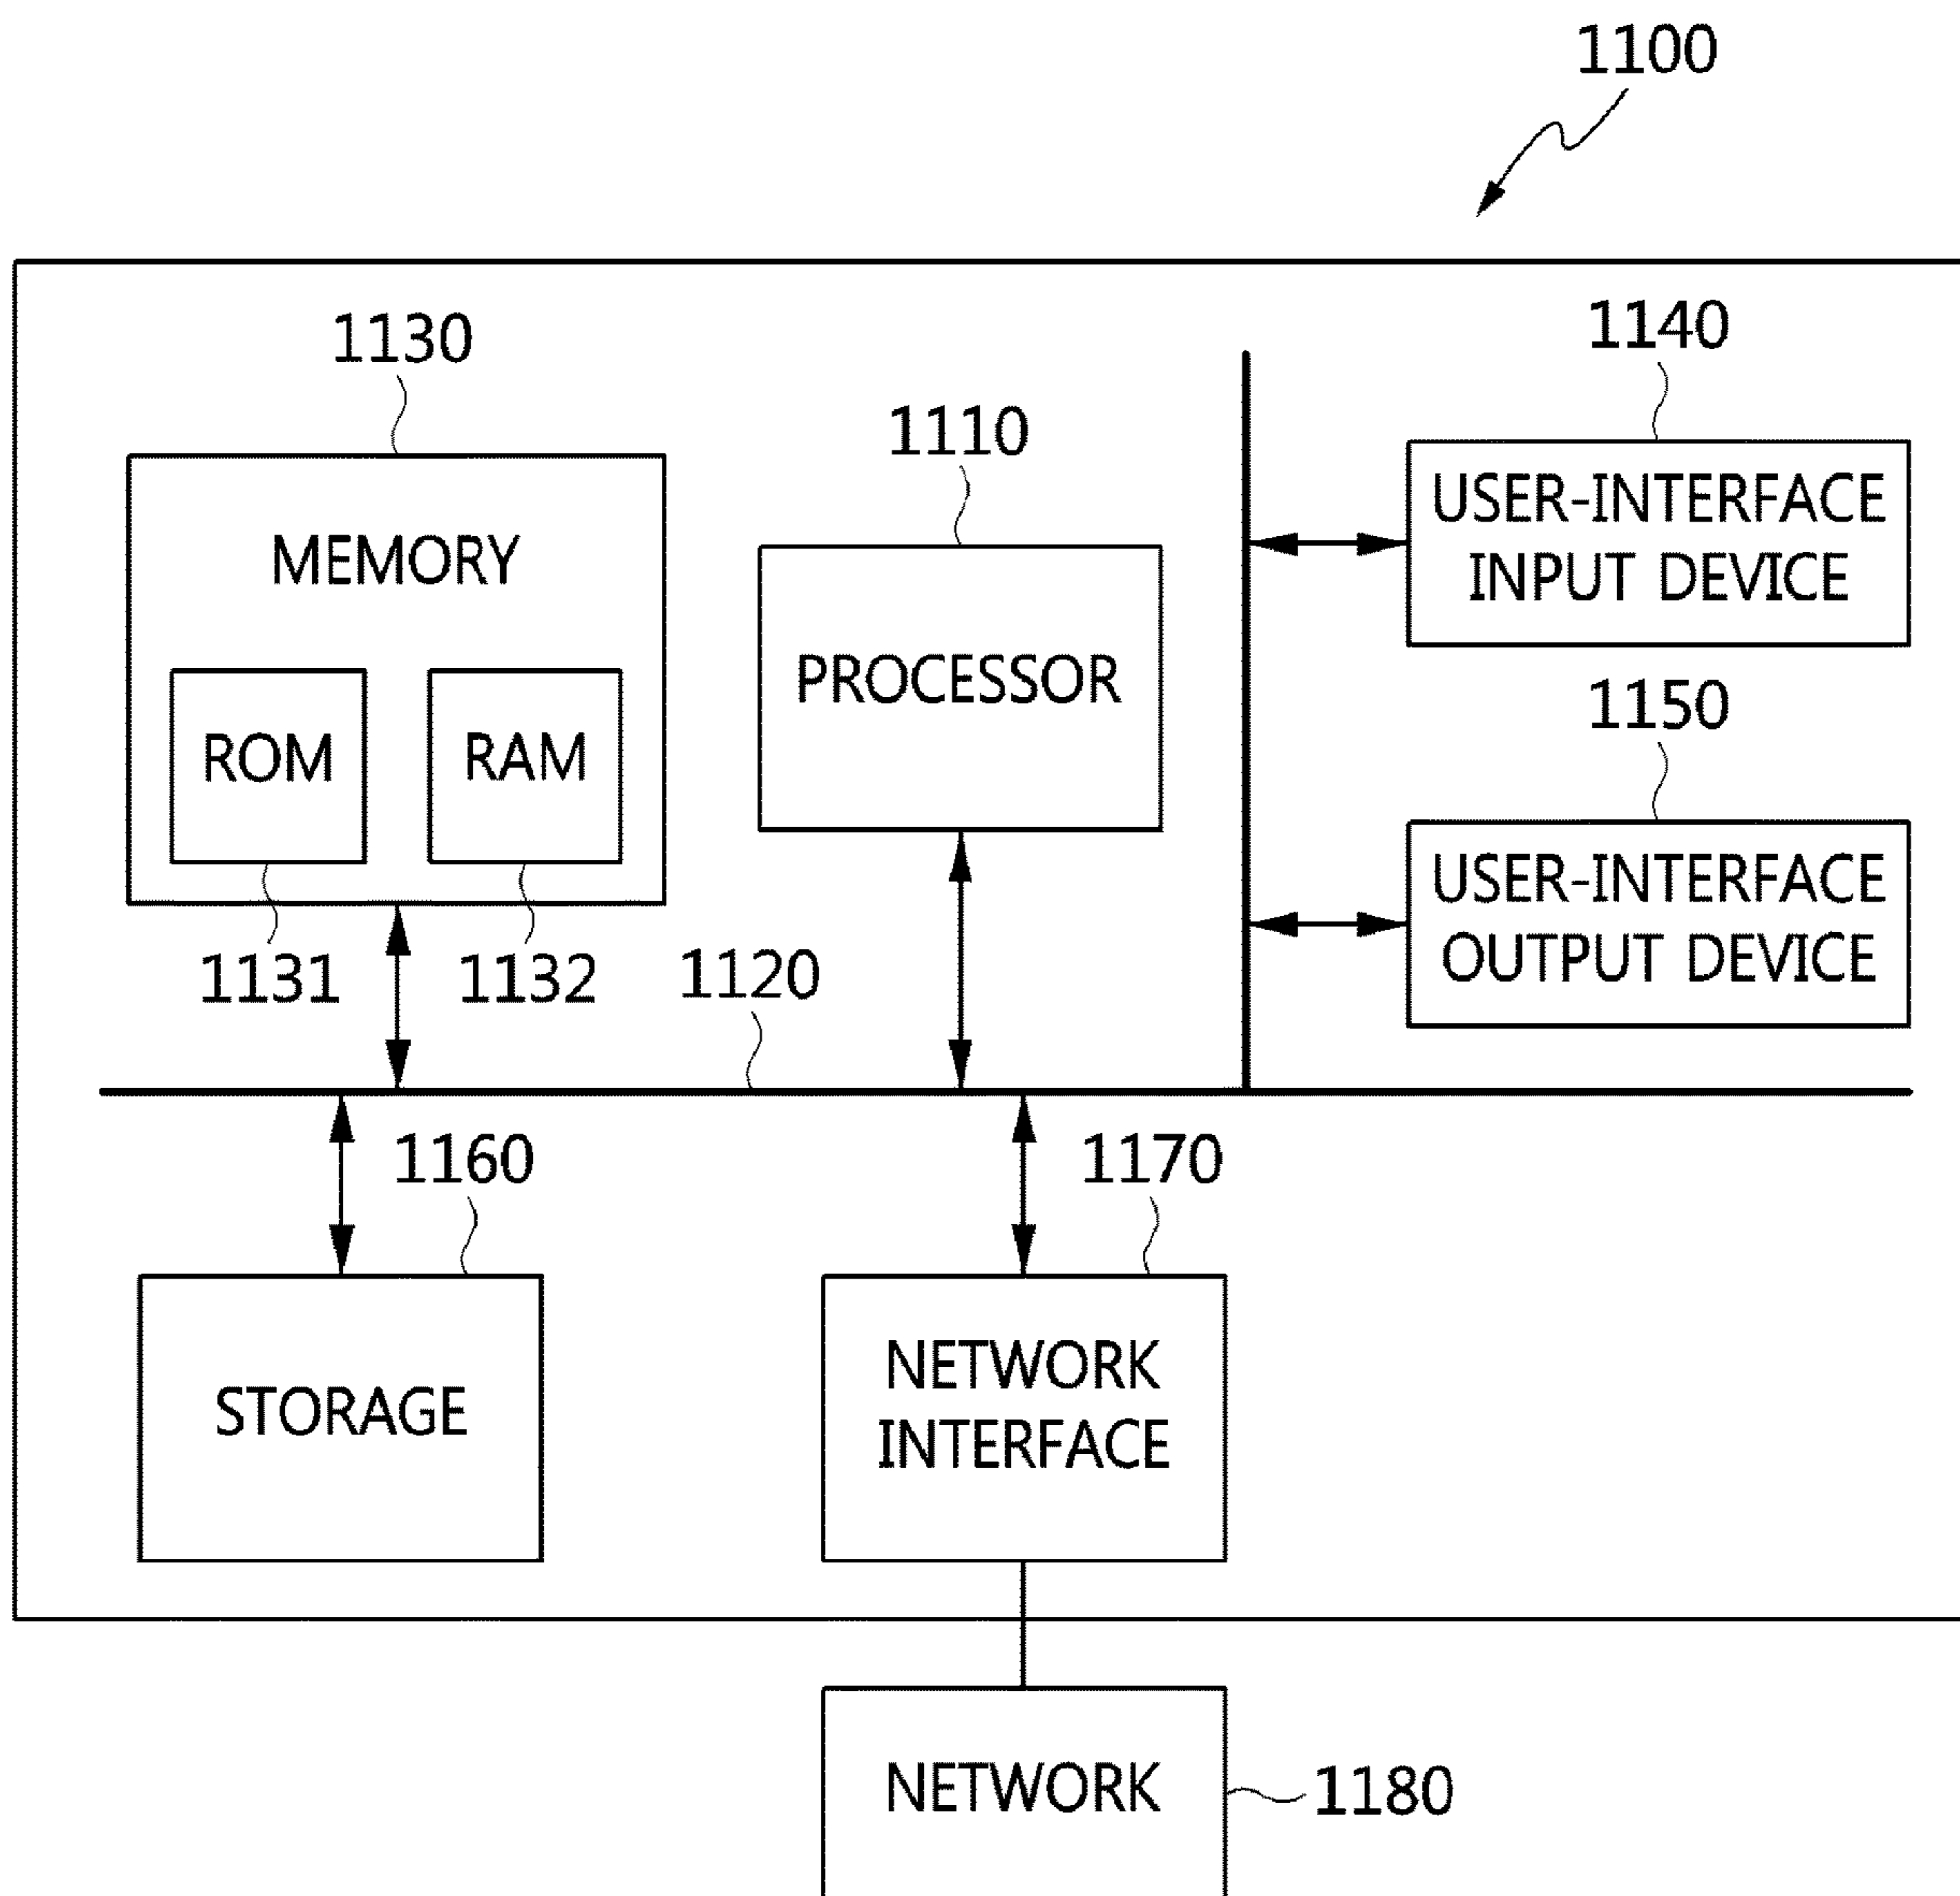 1100
1130
1110
1140
MEMORY
ROM
RAM
PROCESSOR
USER-INTERFACE
INPUT DEVICE
1150
USER-INTERFACE
OUTPUT DEVICE
1131
1132
1120
1160
1170
STORAGE
NETWORK
INTERFACE
NETWORK
1180